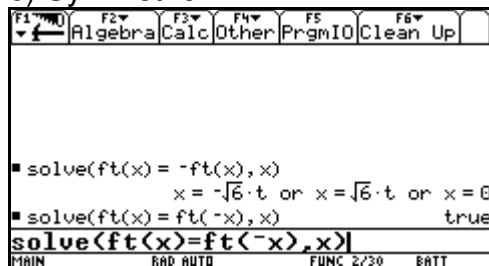 F1 F2 Algebra F3 Calc F4 Other F5 PrgmIO F6 Clean Up
▪ solve(ft(x) = -ft(x), x)
x = -√6·t or x = √6·t or x = 0
▪ solve(ft(x) = ft(-x), x) true
solve(ft(x)=ft(-x),x)
MAIN RAD AUTO FUNC 2/30 BATT